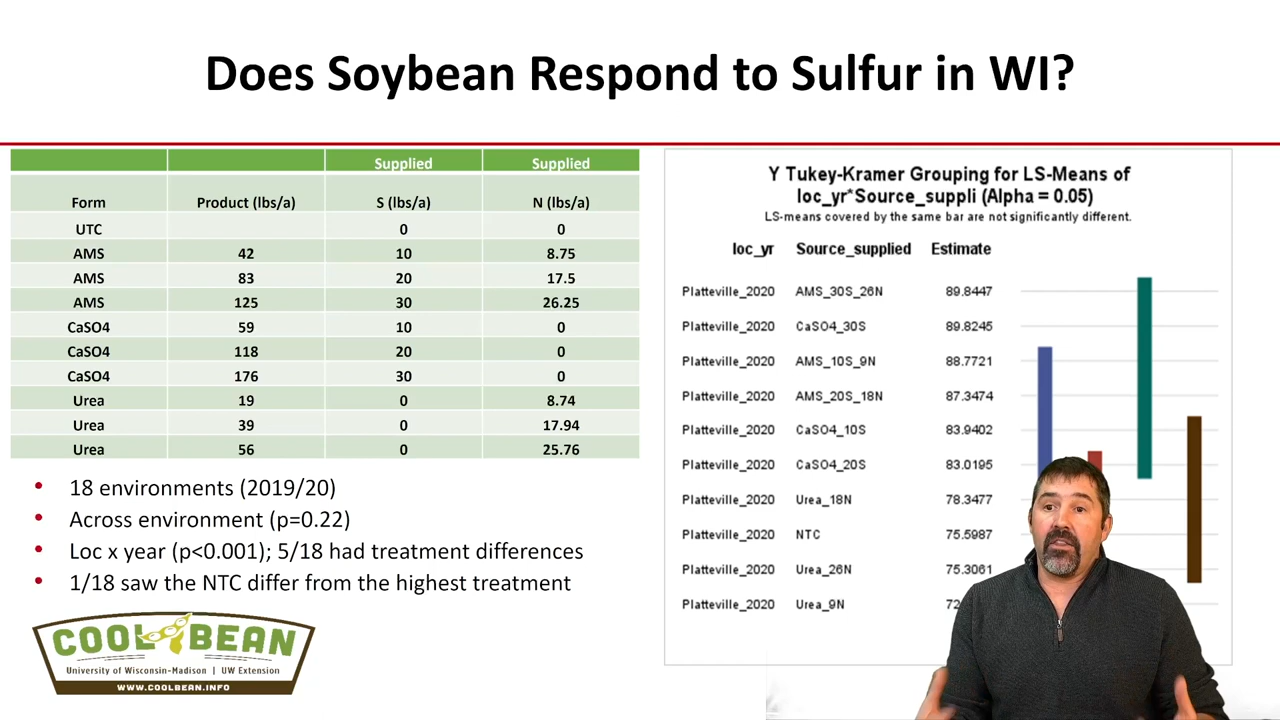 Does Soybean Respond to Sulfur in WI?
Supplied Supplied
Form Product (lbs/a) S (lbs/a) N (lbs/a)
UTC 0 0
AMS 42 10 8.75
AMS 83 20 17.5
AMS 125 30 26.25
CaSO4 59 10 0
CaSO4 118 20 0
CaSO4 176 30 0
Urea 19 0 8.74
Urea 39 0 17.94
Urea 56 0 25.76
• 18 environments (2019/20)
• Across environment (p=0.22)
• Loc x year (p<0.001); 5/18 had treatment differences
• 1/18 saw the NTC differ from the highest treatment
COOL BEAN
University of Wisconsin-Madison | UW Extension
WWW.COOLBEAN.INFO
Y Tukey-Kramer Grouping for LS-Means of
loc_yr*Source_suppli (Alpha = 0.05)
LS-means covered by the same bar are not significantly different.
loc_yr Source_supplied Estimate
Platteville_2020 AMS_30S_26N 89.8447
Platteville_2020 CaSO4_30S 89.8245
Platteville_2020 AMS_10S_9N 88.7721
Platteville_2020 AMS_20S_18N 87.3474
Platteville_2020 CaSO4_10S 83.9402
Platteville_2020 CaSO4_20S 83.0195
Platteville_2020 Urea_18N 78.3477
Platteville_2020 NTC 75.5987
Platteville_2020 Urea_26N 75.3061
Platteville_2020 Urea_9N